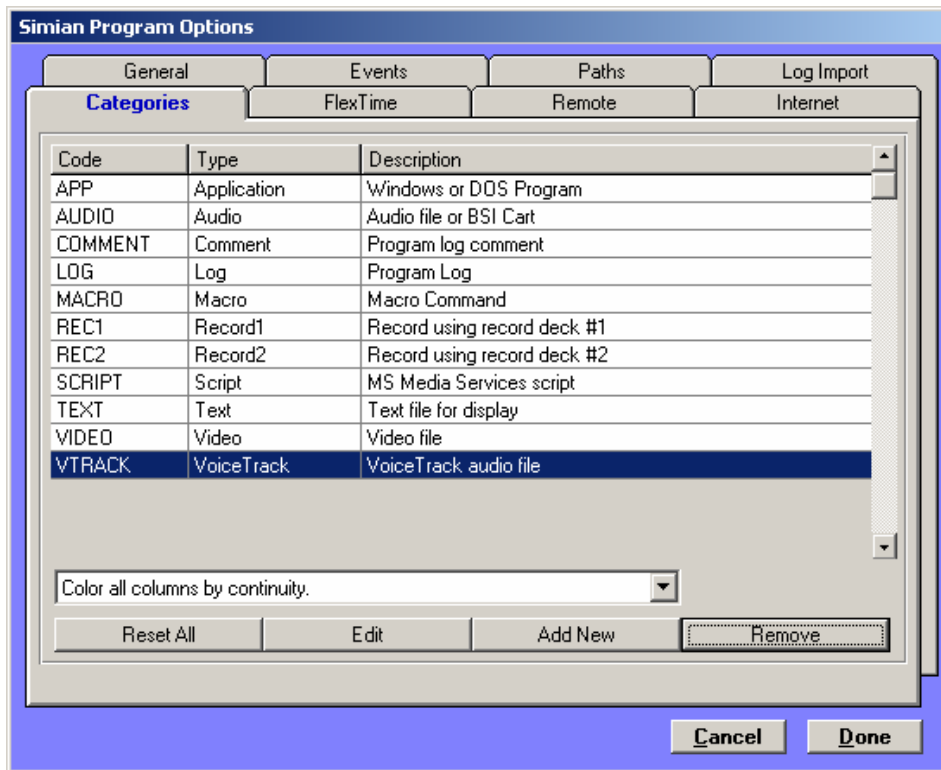 Simian Program Options
General Events Paths Log Import
Categories FlexTime Remote Internet
Code Type Description
APP Application Windows or DOS Program
AUDIO Audio Audio file or BSI Cart
COMMENT Comment Program log comment
LOG Log Program Log
MACRO Macro Macro Command
REC1 Record1 Record using record deck #1
REC2 Record2 Record using record deck #2
SCRIPT Script MS Media Services script
TEXT Text Text file for display
VIDEO Video Video file
VTRACK VoiceTrack VoiceTrack audio file
Color all columns by continuity.
Reset All Edit Add New Remove
Cancel Done